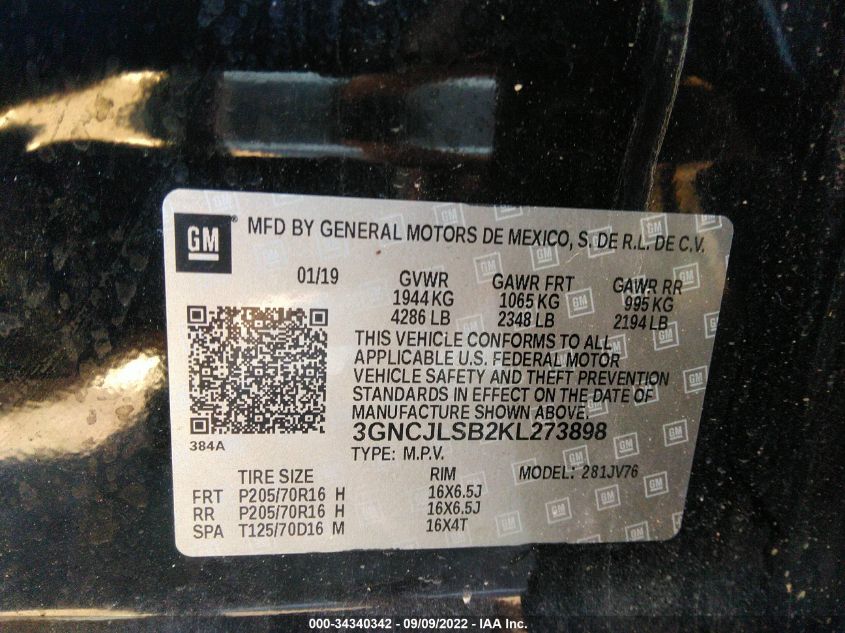 GM
MFD BY GENERAL MOTORS DE MEXICO, S. DE R.L. DE C.V.
01/19 GVWR GAWR FRT GAWR RR
1944 KG 1065 KG 995 KG
4286 LB 2348 LB 2194 LB
THIS VEHICLE CONFORMS TO ALL
APPLICABLE U.S. FEDERAL MOTOR
VEHICLE SAFETY AND THEFT PREVENTION
STANDARDS IN EFFECT ON THE DATE OF
MANUFACTURE SHOWN ABOVE.
384A
3GNCJLSB2KL273898
TYPE: M.P.V.
TIRE SIZE RIM MODEL: 281JV76
FRT P205/70R16 H 16X6.5J
RR P205/70R16 H 16X6.5J
SPA T125/70D16 M 16X4T
000-34340342 - 09/09/2022 - IAA Inc.